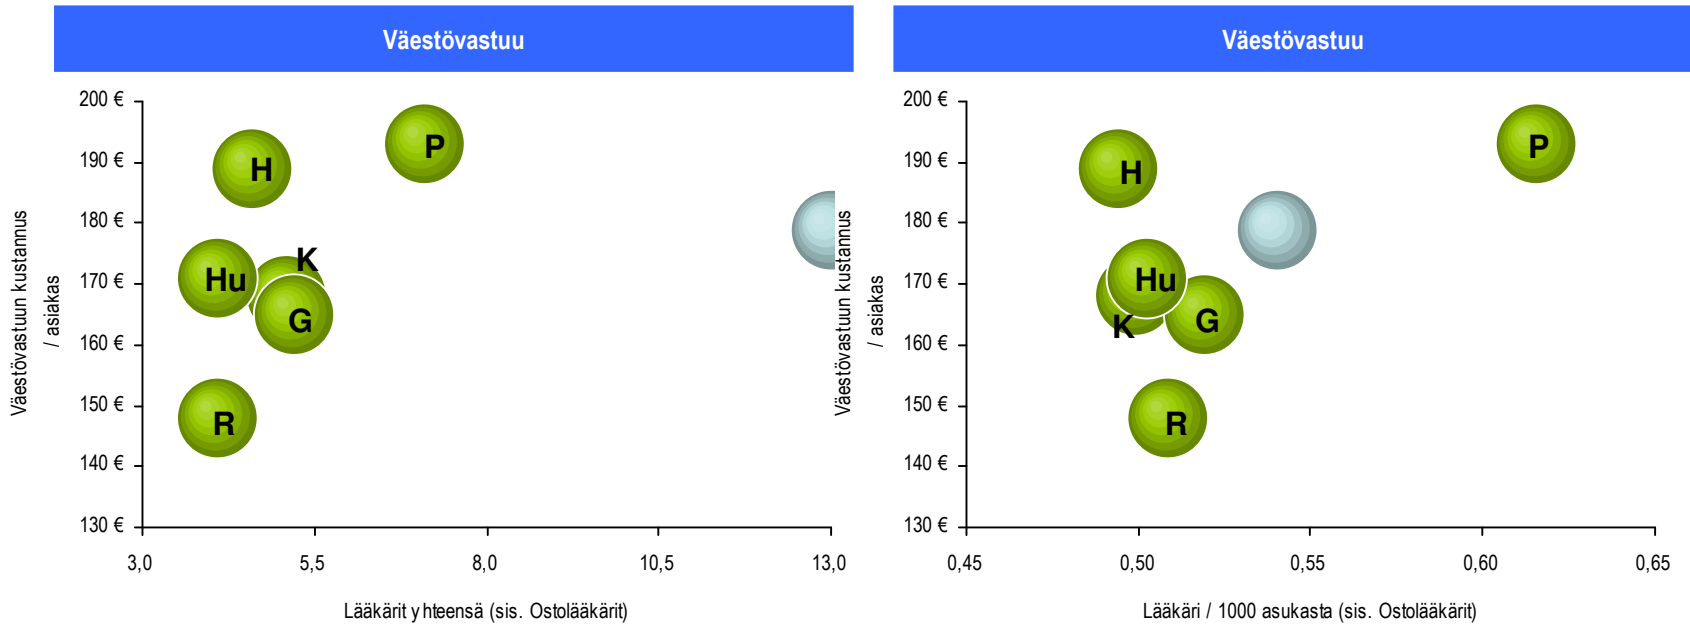 Väestövastuu
Väestövastuun kustannus
/ asiakas
200 €
190 €
180 €
170 €
160 €
150 €
140 €
130 €
H
P
Hu
K
G
R
3,0
5,5
8,0
10,5
13,0
Lääkärit yhteensä (sis. Ostolääkärit)
Väestövastuu
Väestövastuun kustannus
/ asiakas
200 €
190 €
180 €
170 €
160 €
150 €
140 €
130 €
P
H
Hu
K
G
R
0,45
0,50
0,55
0,60
0,65
Lääkäri / 1000 asukasta (sis. Ostolääkärit)